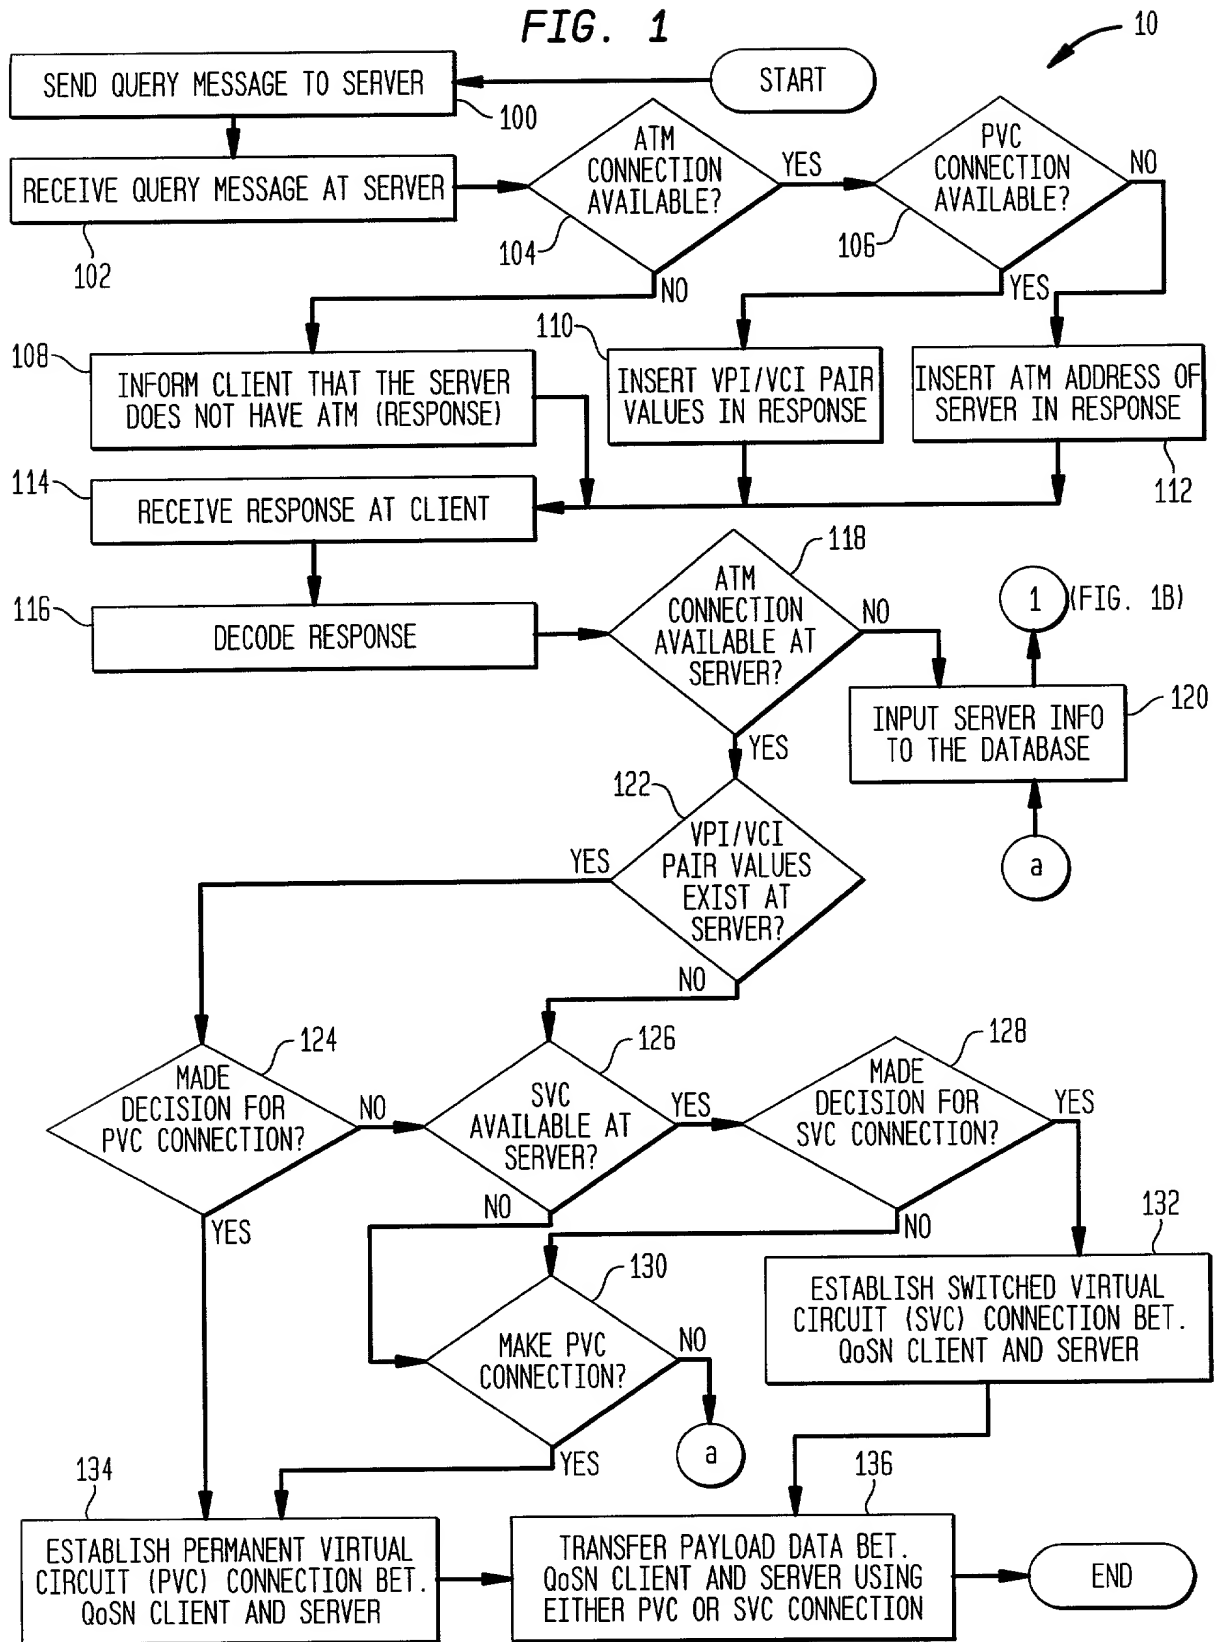 FIG. 1
10
START
SEND QUERY MESSAGE TO SERVER
100
RECEIVE QUERY MESSAGE AT SERVER
102
ATM
CONNECTION
AVAILABLE?
104
YES
NO
PVC
CONNECTION
AVAILABLE?
106
NO
YES
108
INFORM CLIENT THAT THE SERVER
DOES NOT HAVE ATM (RESPONSE)
110
INSERT VPI/VCI PAIR
VALUES IN RESPONSE
INSERT ATM ADDRESS OF
SERVER IN RESPONSE
112
114
RECEIVE RESPONSE AT CLIENT
116
DECODE RESPONSE
118
ATM
CONNECTION
AVAILABLE AT
SERVER?
NO
YES
1
(FIG. 1B)
INPUT SERVER INFO
TO THE DATABASE
120
a
122
VPI/VCI
PAIR VALUES
EXIST AT
SERVER?
YES
NO
124
MADE
DECISION FOR
PVC CONNECTION?
NO
YES
126
SVC
AVAILABLE AT
SERVER?
YES
NO
128
MADE
DECISION FOR
SVC CONNECTION?
YES
NO
130
MAKE PVC
CONNECTION?
NO
YES
a
132
ESTABLISH SWITCHED VIRTUAL
CIRCUIT (SVC) CONNECTION BET.
QoSN CLIENT AND SERVER
134
ESTABLISH PERMANENT VIRTUAL
CIRCUIT (PVC) CONNECTION BET.
QoSN CLIENT AND SERVER
136
TRANSFER PAYLOAD DATA BET.
QoSN CLIENT AND SERVER USING
EITHER PVC OR SVC CONNECTION
END